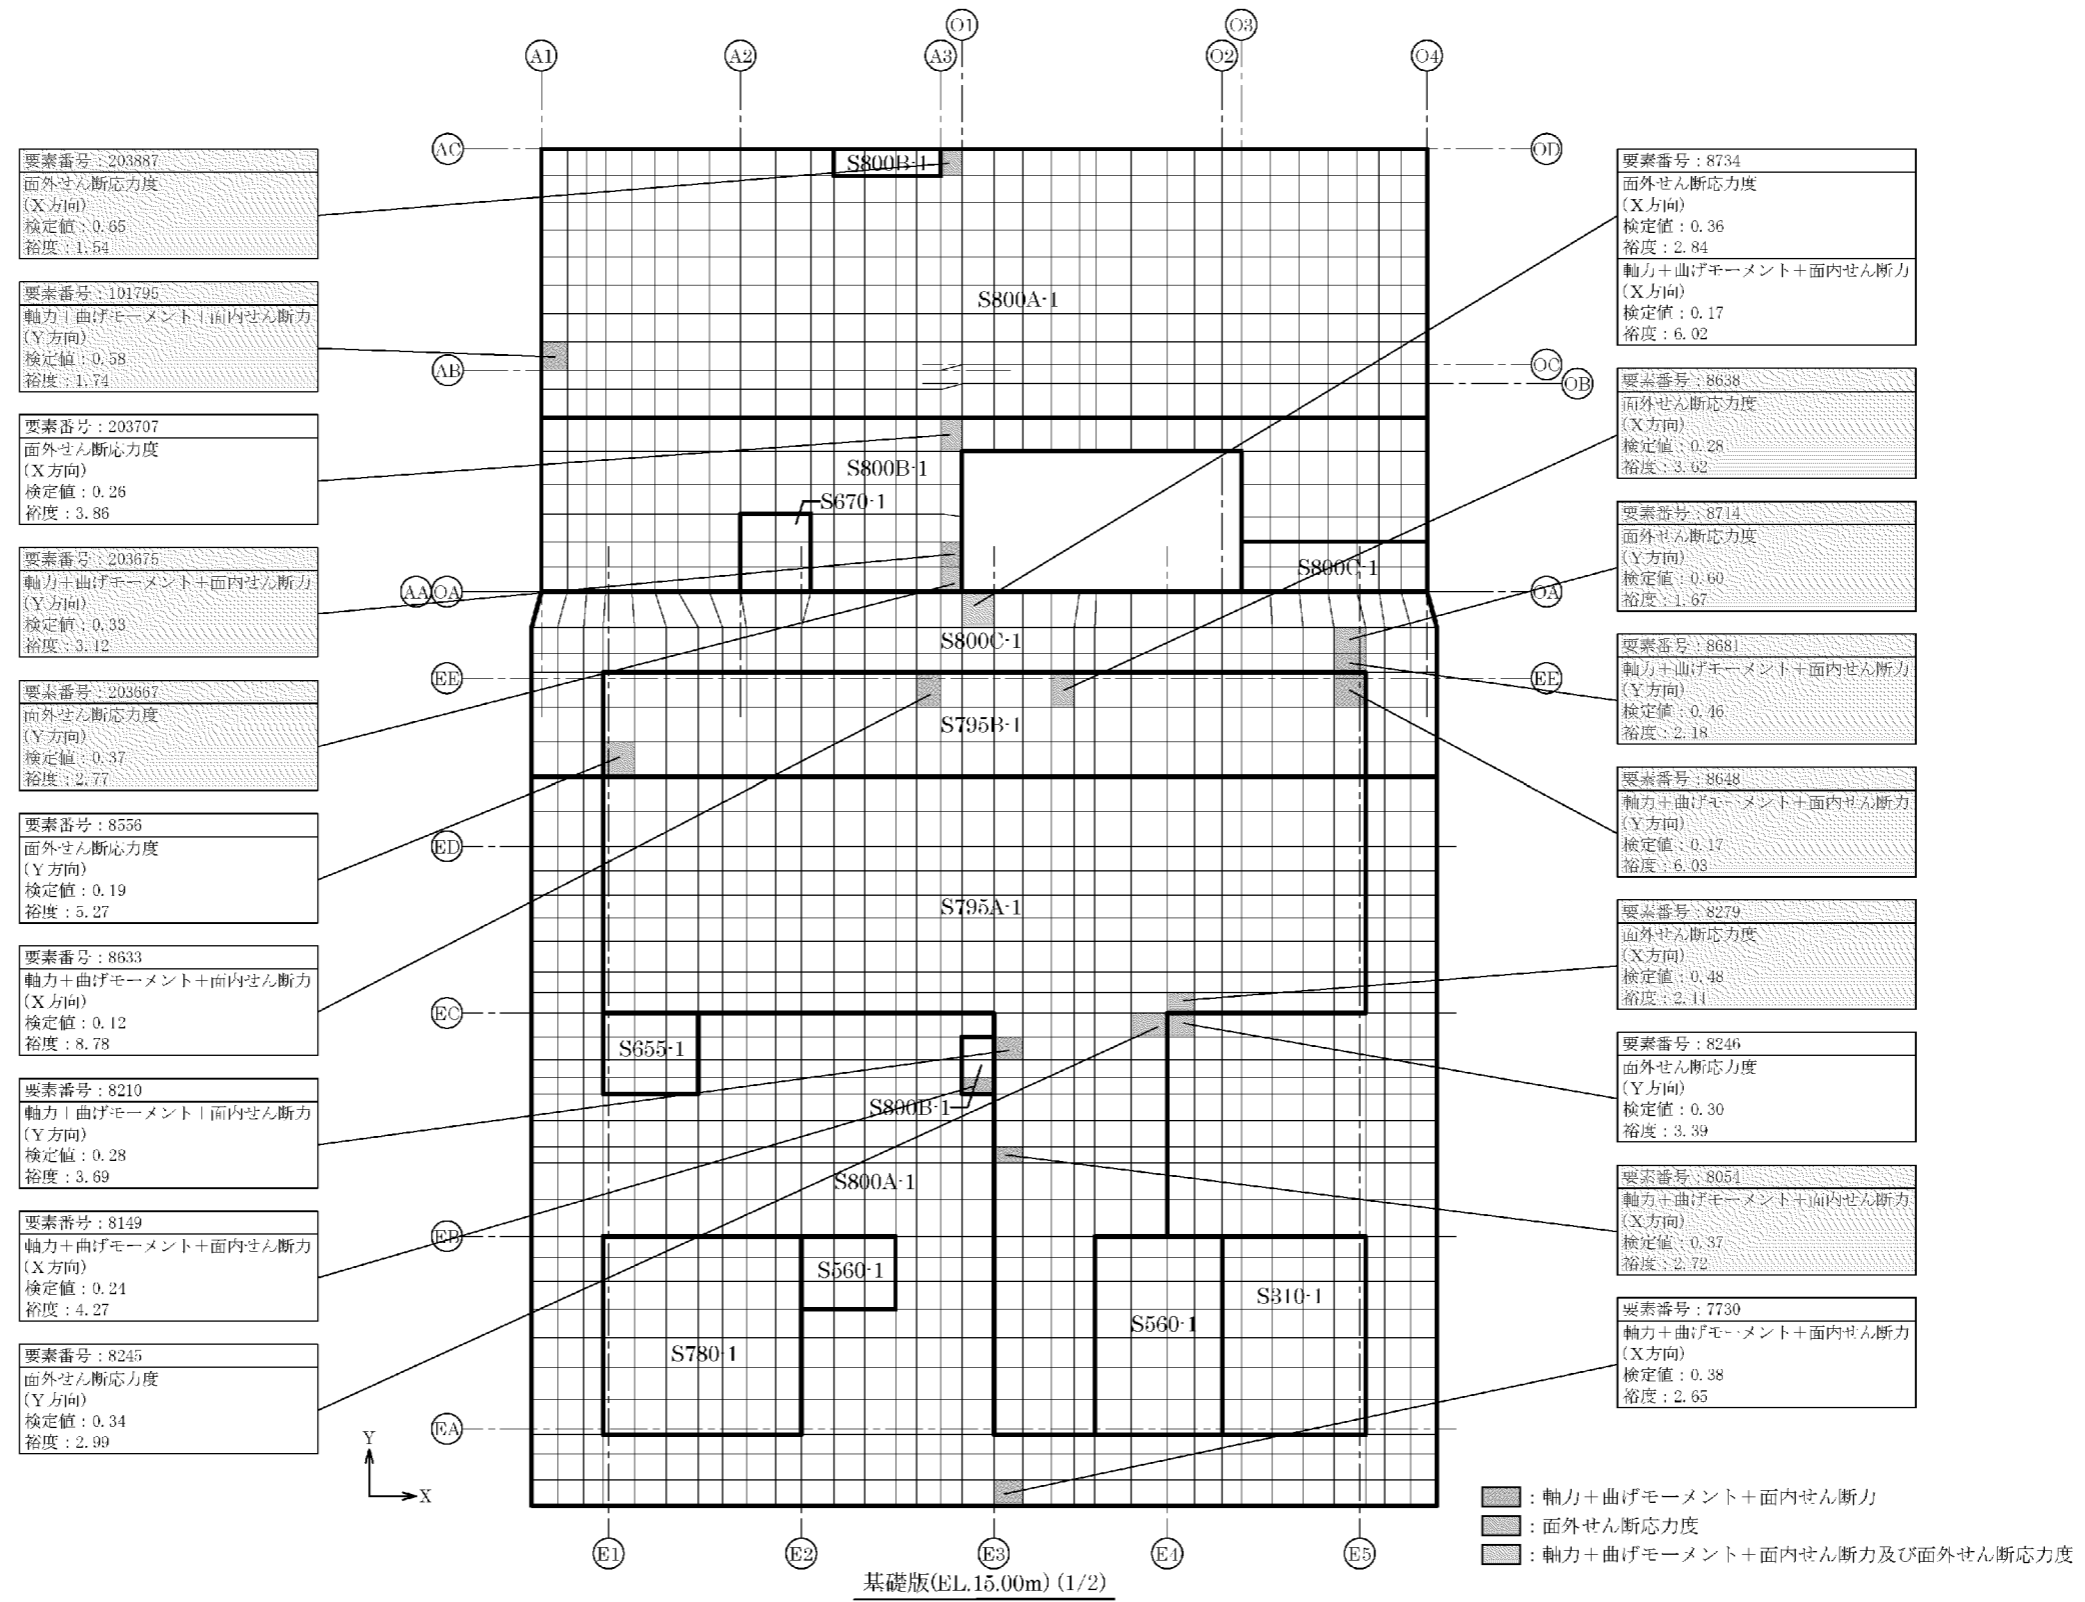 O1
O3
A1
A2
A3
O2
O4
AC
OD
要素番号：203887
面外せん断応力度
(X方向)
検定値：0.65
裕度：1.54
要素番号：101795
軸力＋曲げモーメント＋面内せん断力
(Y方向)
検定値：0.58
裕度：1.74
要素番号：203707
面外せん断応力度
(X方向)
検定値：0.26
裕度：3.86
要素番号：203675
軸力＋曲げモーメント＋面内せん断力
(Y方向)
検定値：0.33
裕度：3.12
要素番号：203667
面外せん断応力度
(Y方向)
検定値：0.37
裕度：2.77
要素番号：8556
面外せん断応力度
(Y方向)
検定値：0.19
裕度：5.27
要素番号：8633
軸力＋曲げモーメント＋面内せん断力
(X方向)
検定値：0.12
裕度：8.78
要素番号：8210
軸力＋曲げモーメント＋面内せん断力
(Y方向)
検定値：0.28
裕度：3.69
要素番号：8149
軸力＋曲げモーメント＋面内せん断力
(X方向)
検定値：0.24
裕度：4.27
要素番号：8245
面外せん断応力度
(Y方向)
検定値：0.34
裕度：2.99
S800B-1
S800A-1
AB
OC
OB
S800B-1
S670-1
S800C-1
AA
OA
OA
S800C-1
EE
EE
S795B-1
ED
S795A-1
EC
S655-1
S800B-1
S800A-1
EB
S560-1
S310-1
S560-1
S780-1
EA
Y
X
E1
E2
E3
E4
E5
要素番号：8734
面外せん断応力度
(X方向)
検定値：0.36
裕度：2.84
軸力＋曲げモーメント＋面内せん断力
(X方向)
検定値：0.17
裕度：6.02
要素番号：8638
面外せん断応力度
(X方向)
検定値：0.28
裕度：3.62
要素番号：8714
面外せん断応力度
(Y方向)
検定値：0.60
裕度：1.67
要素番号：8681
軸力＋曲げモーメント＋面内せん断力
(Y方向)
検定値：0.46
裕度：2.18
要素番号：8648
軸力＋曲げモーメント＋面内せん断力
(Y方向)
検定値：0.17
裕度：6.03
要素番号：8279
面外せん断応力度
(X方向)
検定値：0.48
裕度：2.11
要素番号：8246
面外せん断応力度
(Y方向)
検定値：0.30
裕度：3.39
要素番号：8054
軸力＋曲げモーメント＋面内せん断力
(X方向)
検定値：0.37
裕度：2.72
要素番号：7730
軸力＋曲げモーメント＋面内せん断力
(X方向)
検定値：0.38
裕度：2.65
：軸力＋曲げモーメント＋面内せん断力
：面外せん断応力度
：軸力＋曲げモーメント＋面内せん断力及び面外せん断応力度
基礎版(EL.15.00m) (1/2)